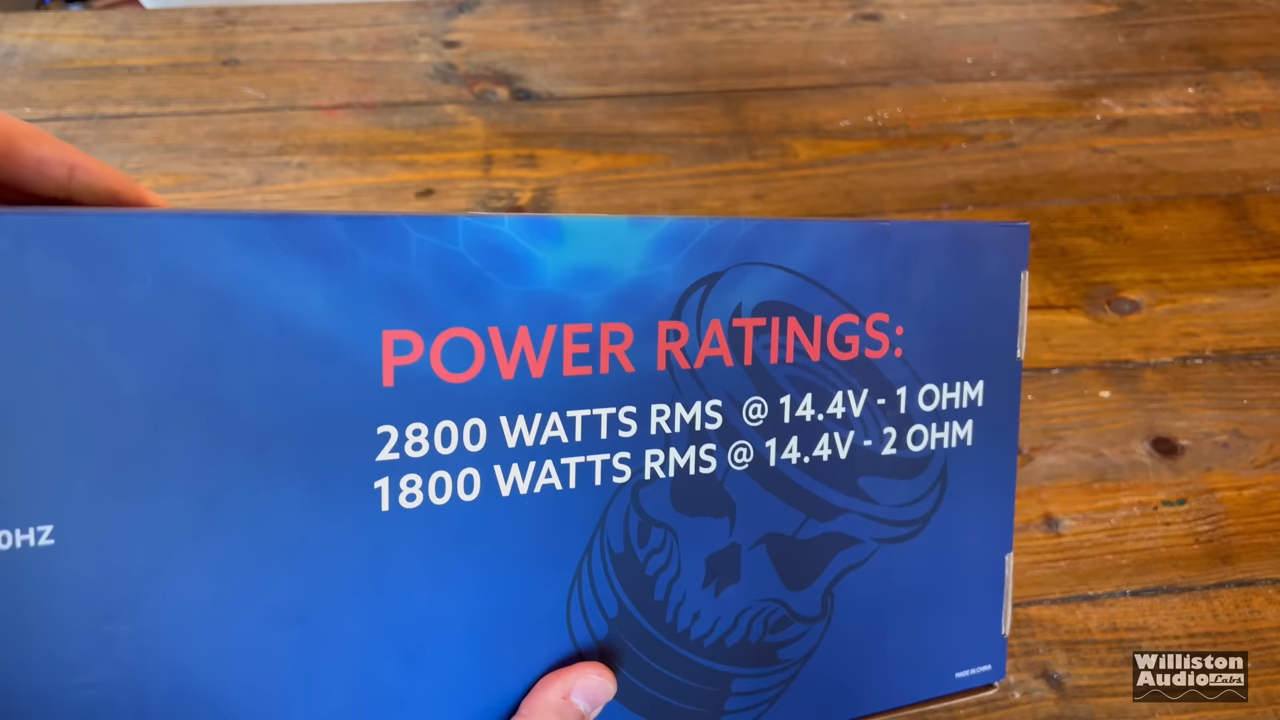 POWER RATINGS:
2800 WATTS RMS @ 14.4V - 1 OHM
1800 WATTS RMS @ 14.4V - 2 OHM
0HZ
MADE IN CHINA
Williston
Audio Labs